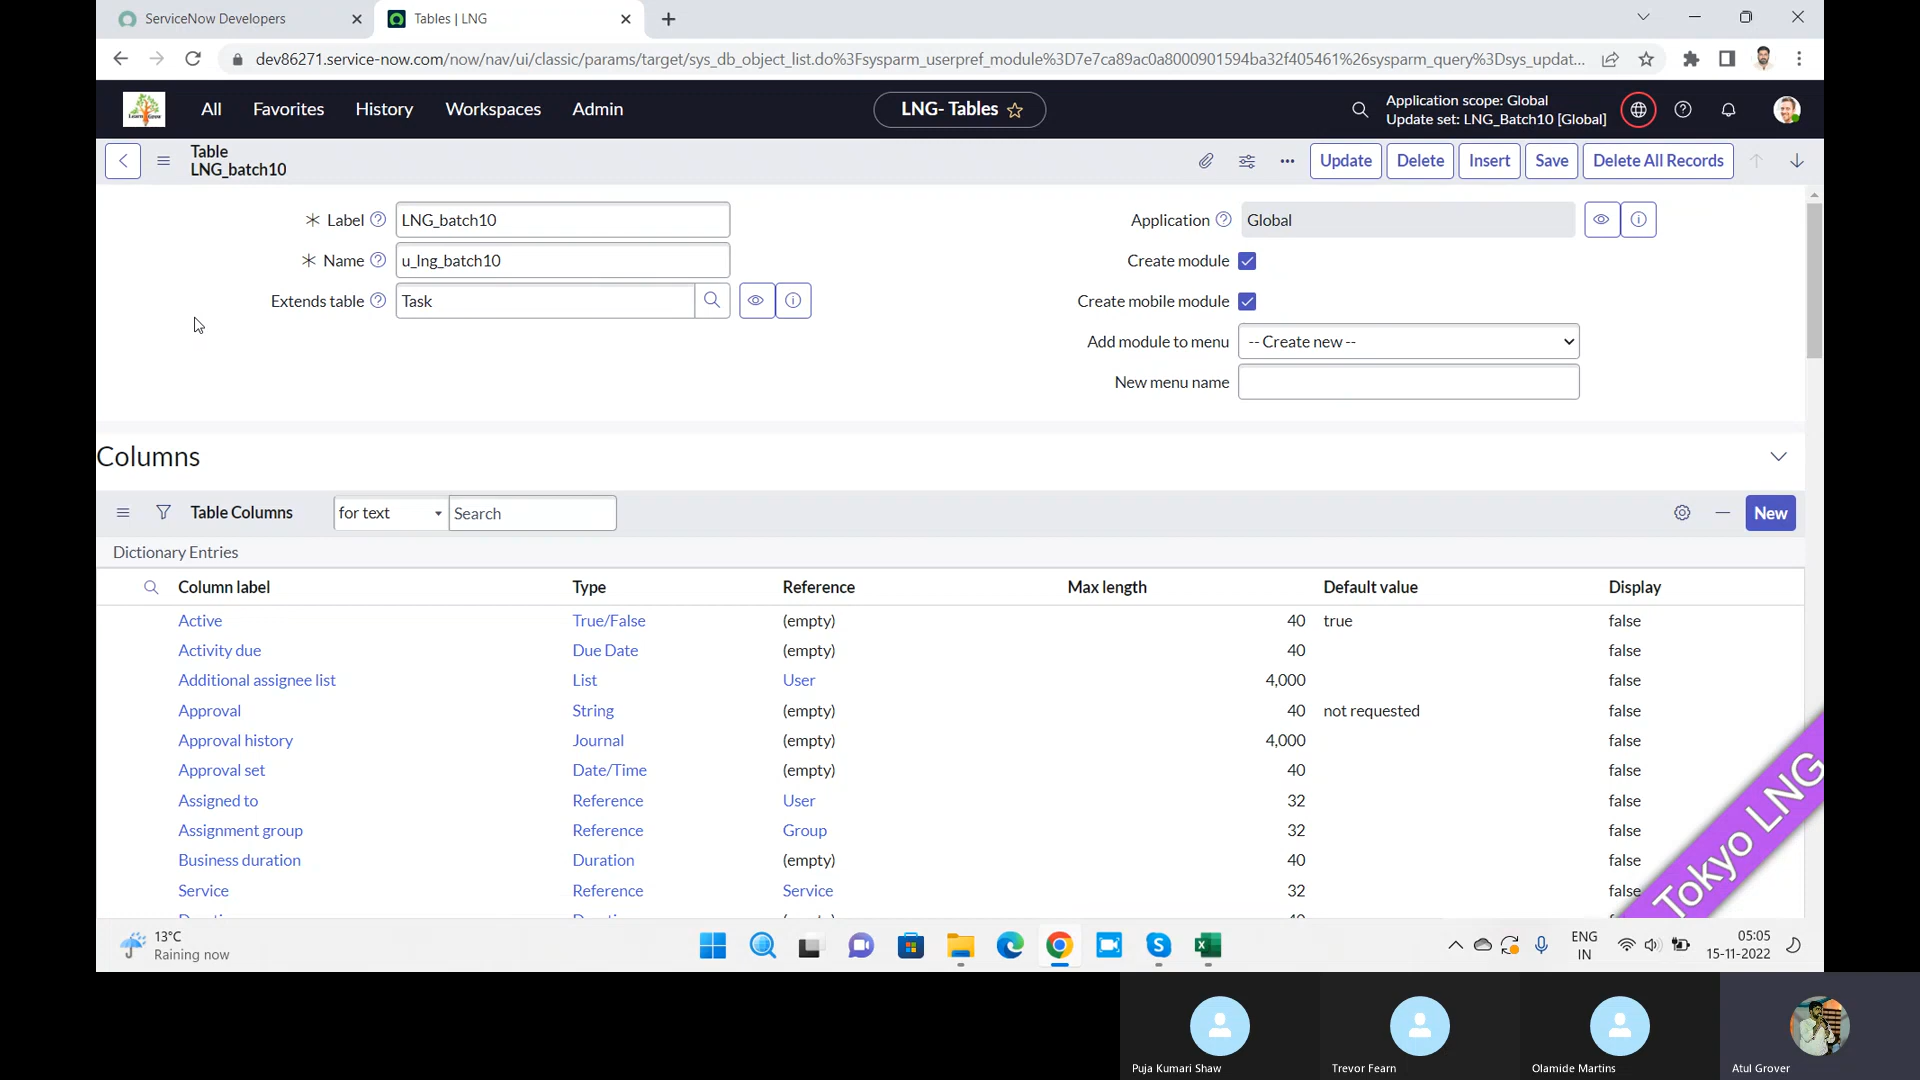 ServiceNow Developers
Tables | LNG
dev86271.service-now.com/now/nav/ui/classic/params/target/sys_db_object_list.do%3Fsysparm_userpref_module%3D7e7ca89ac0a8000901594ba32f405461%26sysparm_query%3Dsys_updat...
All Favorites History Workspaces Admin
LNG- Tables
Application scope: Global
Update set: LNG_Batch10 [Global]
Table
LNG_batch10
Update Delete Insert Save Delete All Records
Label LNG_batch10
Application Global
Name u_lng_batch10
Create module
Extends table Task
Create mobile module
Add module to menu -- Create new --
New menu name
Columns
Table Columns for text Search New
Dictionary Entries
Column label Type Reference Max length Default value Display
Active True/False (empty) 40 true false
Activity due Due Date (empty) 40 false
Additional assignee list List User 4,000 false
Approval String (empty) 40 not requested false
Approval history Journal (empty) 4,000 false
Approval set Date/Time (empty) 40 false
Assigned to Reference User 32 false
Assignment group Reference Group 32 false
Business duration Duration (empty) 40 false
Service Reference Service 32 false
Tokyo LNG
13°C
Raining now
ENG
IN
05:05
15-11-2022
Puja Kumari Shaw
Trevor Fearn
Olamide Martins
Atul Grover